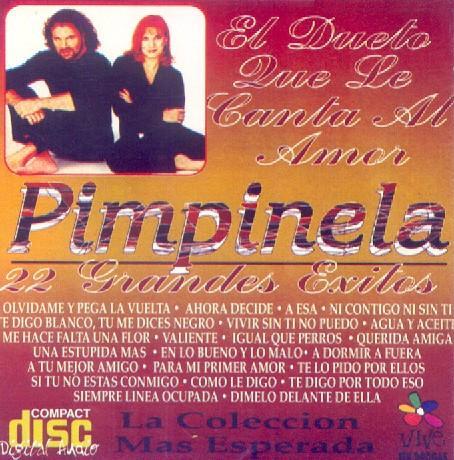 El Dueto
Que Le
Canta Al
Amor
Pimpinela
22 Grandes Exitos
OLVIDAME Y PEGA LA VUELTA • AHORA DECIDE • A ESA • NI CONTIGO NI SIN TI
TE DIGO BLANCO, TU ME DICES NEGRO • VIVIR SIN TI NO PUEDO • AGUA Y ACEITE
ME HACE FALTA UNA FLOR • VALIENTE • IGUAL QUE PERROS • QUERIDA AMIGA
UNA ESTUPIDA MAS • EN LO BUENO Y LO MALO • A DORMIR A FUERA
A TU MEJOR AMIGO • PARA MI PRIMER AMOR • TE LO PIDO POR ELLOS
SI TU NO ESTAS CONMIGO • COMO LE DIGO • TE DIGO POR TODO ESO
SIEMPRE LINEA OCUPADA • DIMELO DELANTE DE ELLA
COMPACT
disc
Digital Audio
La Coleccion
Mas Esperada
VIVE